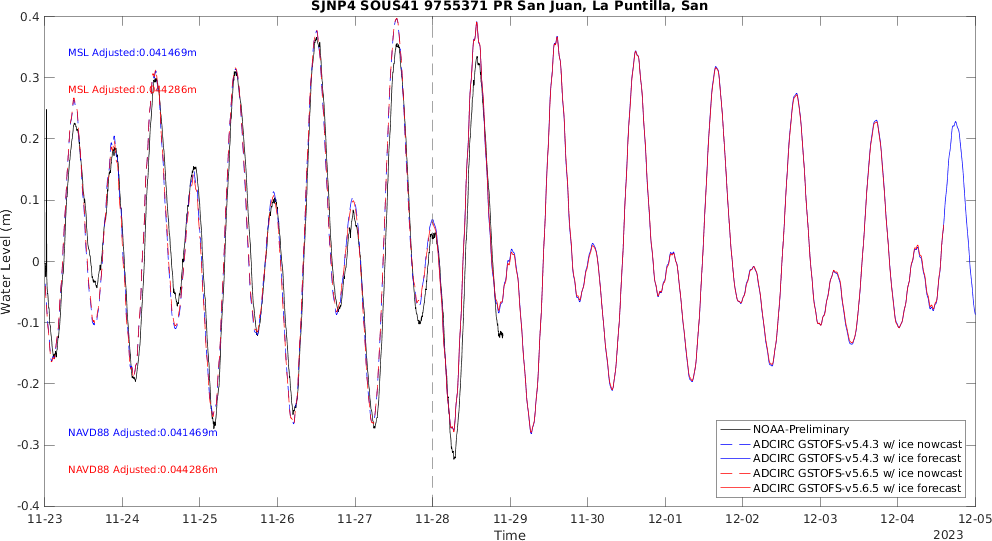 SJNP4 SOUS41 9755371 PR San Juan, La Puntilla, San
0.4
0.3
0.2
0.1
0
-0.1
-0.2
-0.3
-0.4
Water Level (m)
MSL Adjusted:0.041469m
MSL Adjusted:0.044286m
NAVD88 Adjusted:0.041469m
NAVD88 Adjusted:0.044286m
NOAA-Preliminary
ADCIRC GSTOFS-v5.4.3 w/ ice nowcast
ADCIRC GSTOFS-v5.4.3 w/ ice forecast
ADCIRC GSTOFS-v5.6.5 w/ ice nowcast
ADCIRC GSTOFS-v5.6.5 w/ ice forecast
11-23 11-24 11-25 11-26 11-27 11-28 11-29 11-30 12-01 12-02 12-03 12-04 12-05
Time
2023